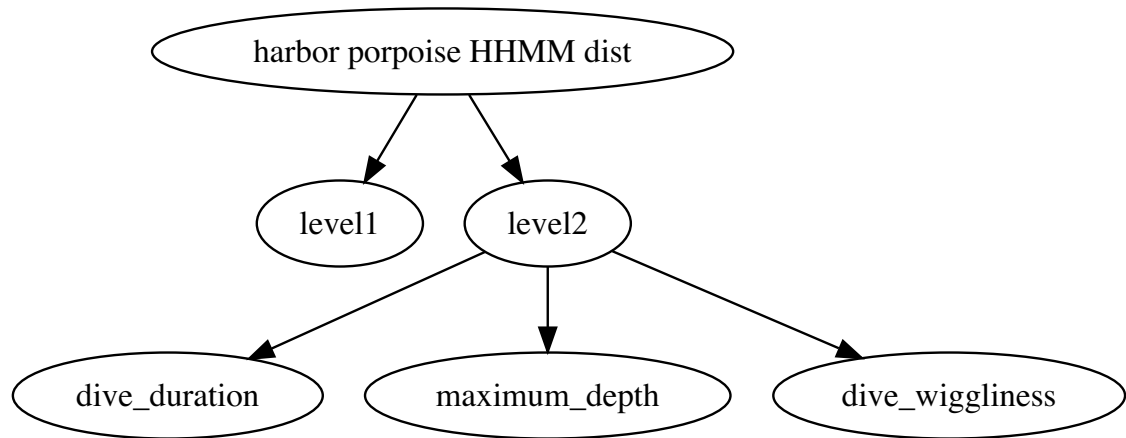 harbor porpoise HHMM dist
level1
level2
dive_duration
maximum_depth
dive_wiggliness